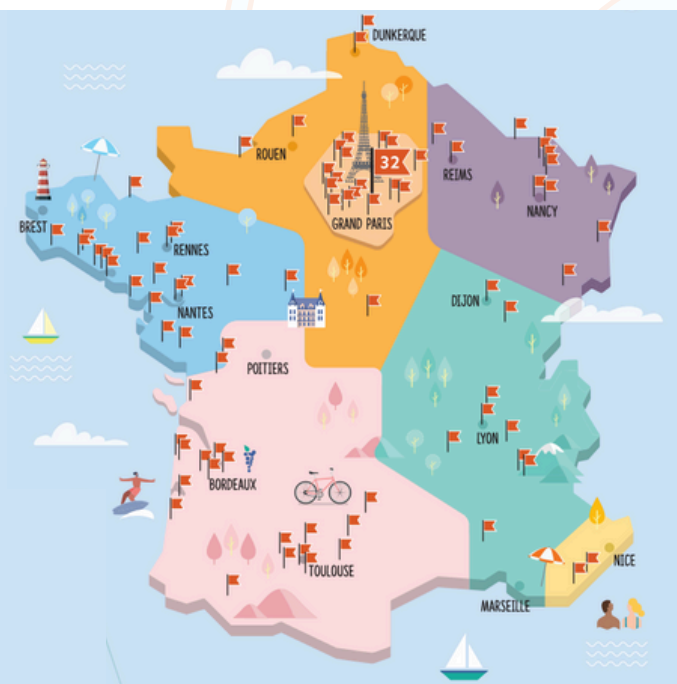 DUNKERQUE
ROUEN
32
REIMS
GRAND PARIS
NANCY
BREST
RENNES
NANTES
DIJON
POITIERS
LYON
BORDEAUX
TOULOUSE
NICE
MARSEILLE